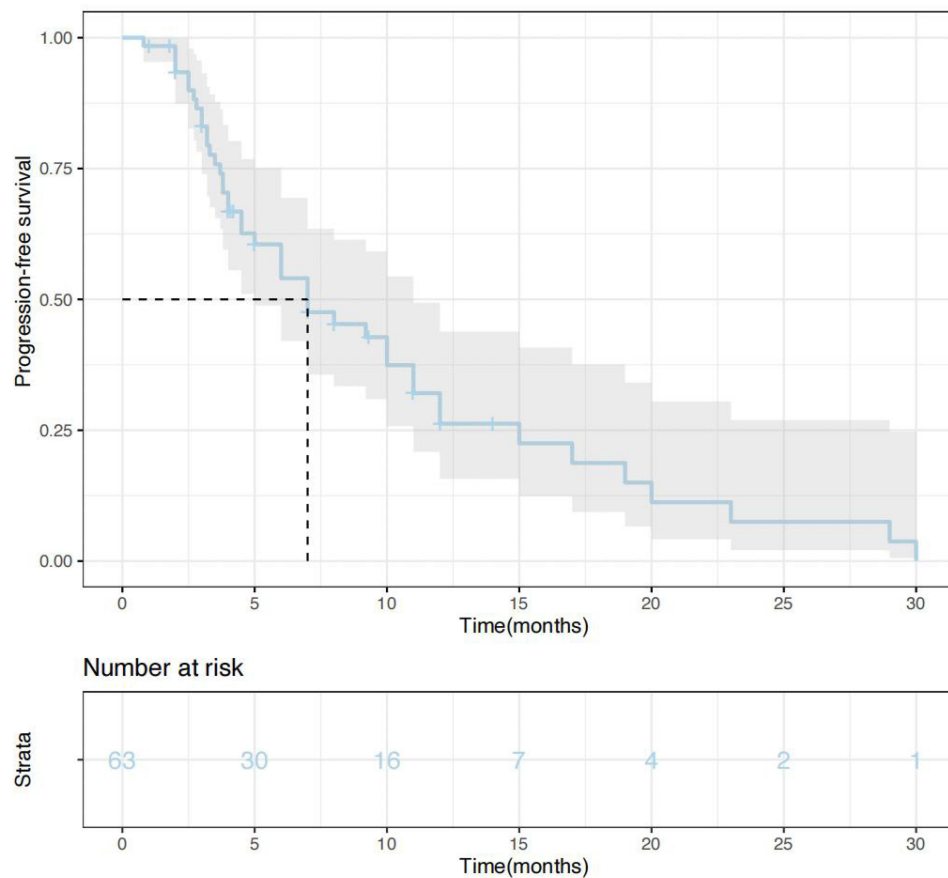 Progression-free survival
1.00
0.75
0.50
0.25
0.00
0 5 10 15 20 25 30
Time(months)
Number at risk
Strata
63 30 16 7 4 2 1
0 5 10 15 20 25 30
Time(months)